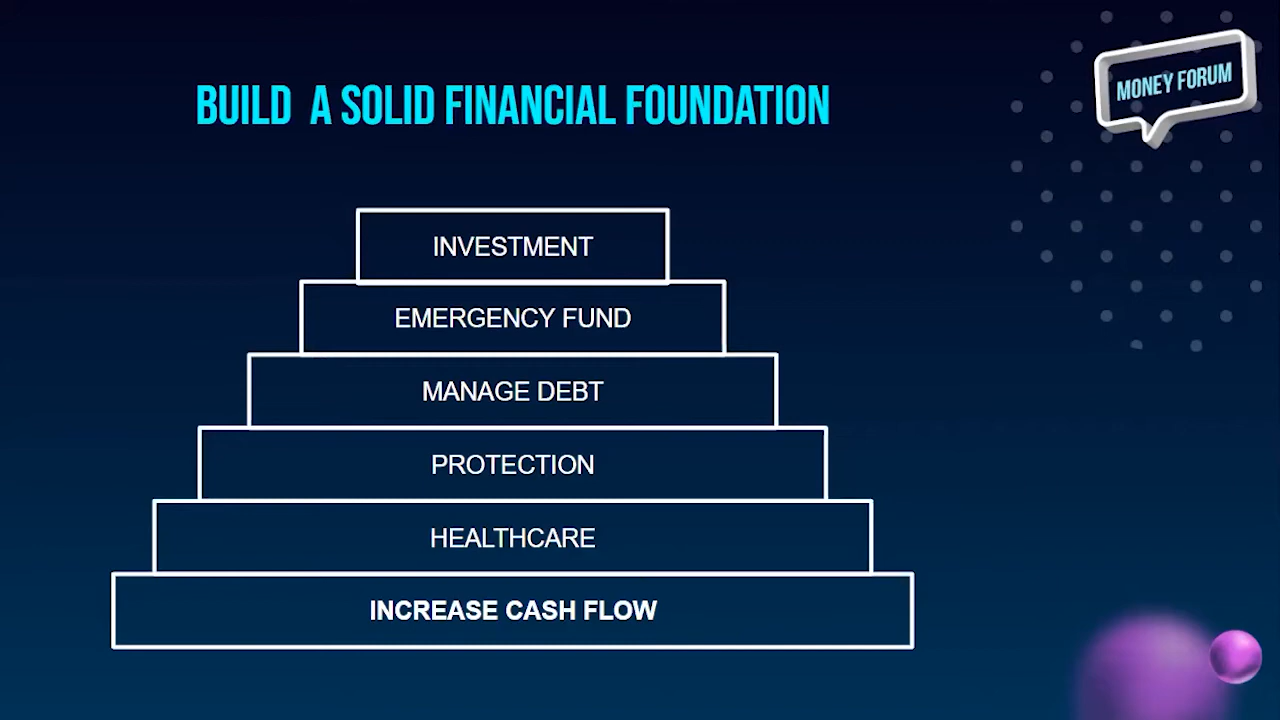 MONEY FORUM
BUILD A SOLID FINANCIAL FOUNDATION
INVESTMENT
EMERGENCY FUND
MANAGE DEBT
PROTECTION
HEALTHCARE
INCREASE CASH FLOW